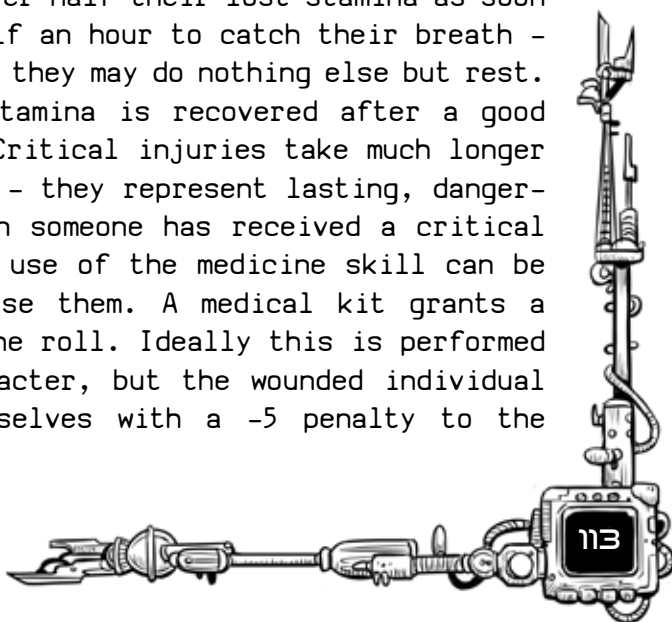 er half their lost stamina as soon
lf an hour to catch their breath –
they may do nothing else but rest.
tamina is recovered after a good
Critical injuries take much longer
– they represent lasting, danger-
n someone has received a critical
use of the medicine skill can be
se them. A medical kit grants a
he roll. Ideally this is performed
acter, but the wounded individual
selves with a -5 penalty to the
113